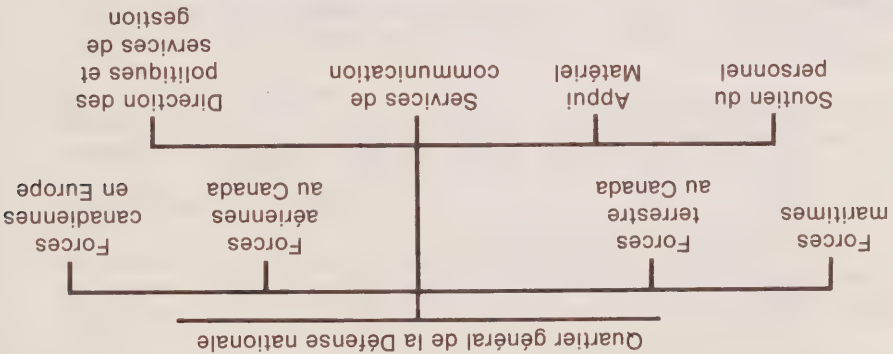 Quartier général de la Défense nationale
Forces
maritimes
Forces
terrestre
au Canada
Forces
aériennes
au Canada
Forces
canadiennes
en Europe
Soutien du
personnel
Appui
Matériel
Services de
communication
Direction des
politiques et
services de
gestion